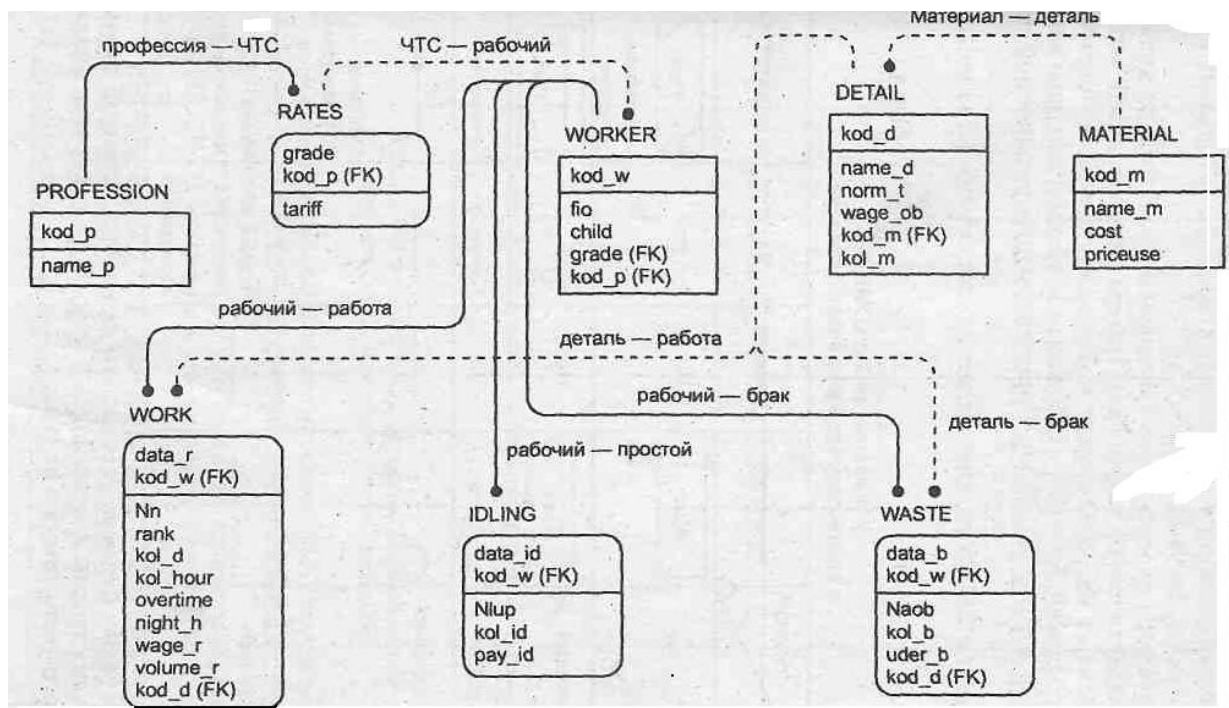 Материал — деталь
профессия — ЧТС
ЧТС — рабочий
RATES
grade
kod_p (FK)
tariff
WORKER
kod_w
fio
child
grade (FK)
kod_p (FK)
DETAIL
kod_d
name_d
norm_t
wage_ob
kod_m (FK)
kol_m
MATERIAL
kod_m
name_m
cost
priceuse
PROFESSION
kod_p
name_p
рабочий — работа
деталь — работа
рабочий — брак
деталь — брак
рабочий — простой
WORK
data_r
kod_w (FK)
Nn
rank
kol_d
kol_hour
overtime
night_h
wage_r
volume_r
kod_d (FK)
IDLING
data_id
kod_w (FK)
Nlup
kol_id
pay_id
WASTE
data_b
kod_w (FK)
Naob
kol_b
uder_b
kod_d (FK)